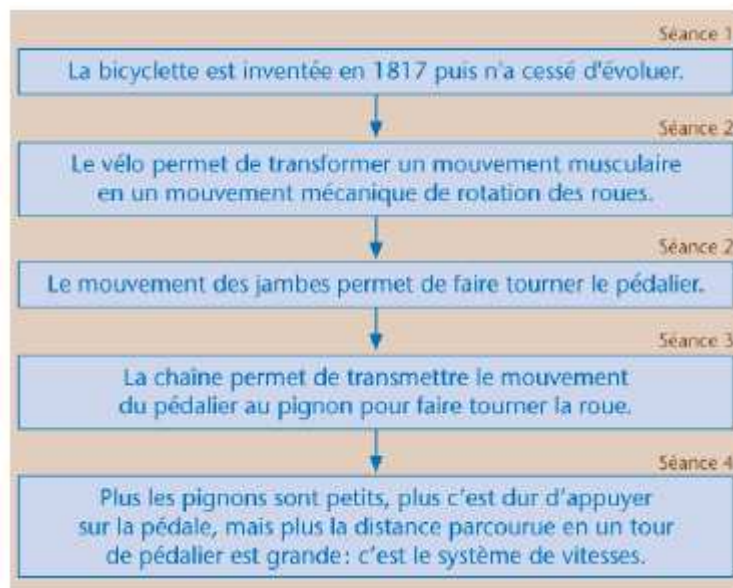 Séance 1
La bicyclette est inventée en 1817 puis n'a cessé d'évoluer.
Séance 2
Le vélo permet de transformer un mouvement musculaire
en un mouvement mécanique de rotation des roues.
Séance 2
Le mouvement des jambes permet de faire tourner le pédalier.
Séance 3
La chaîne permet de transmettre le mouvement
du pédalier au pignon pour faire tourner la roue.
Séance 4
Plus les pignons sont petits, plus c'est dur d'appuyer
sur la pédale, mais plus la distance parcourue en un tour
de pédalier est grande : c'est le système de vitesses.